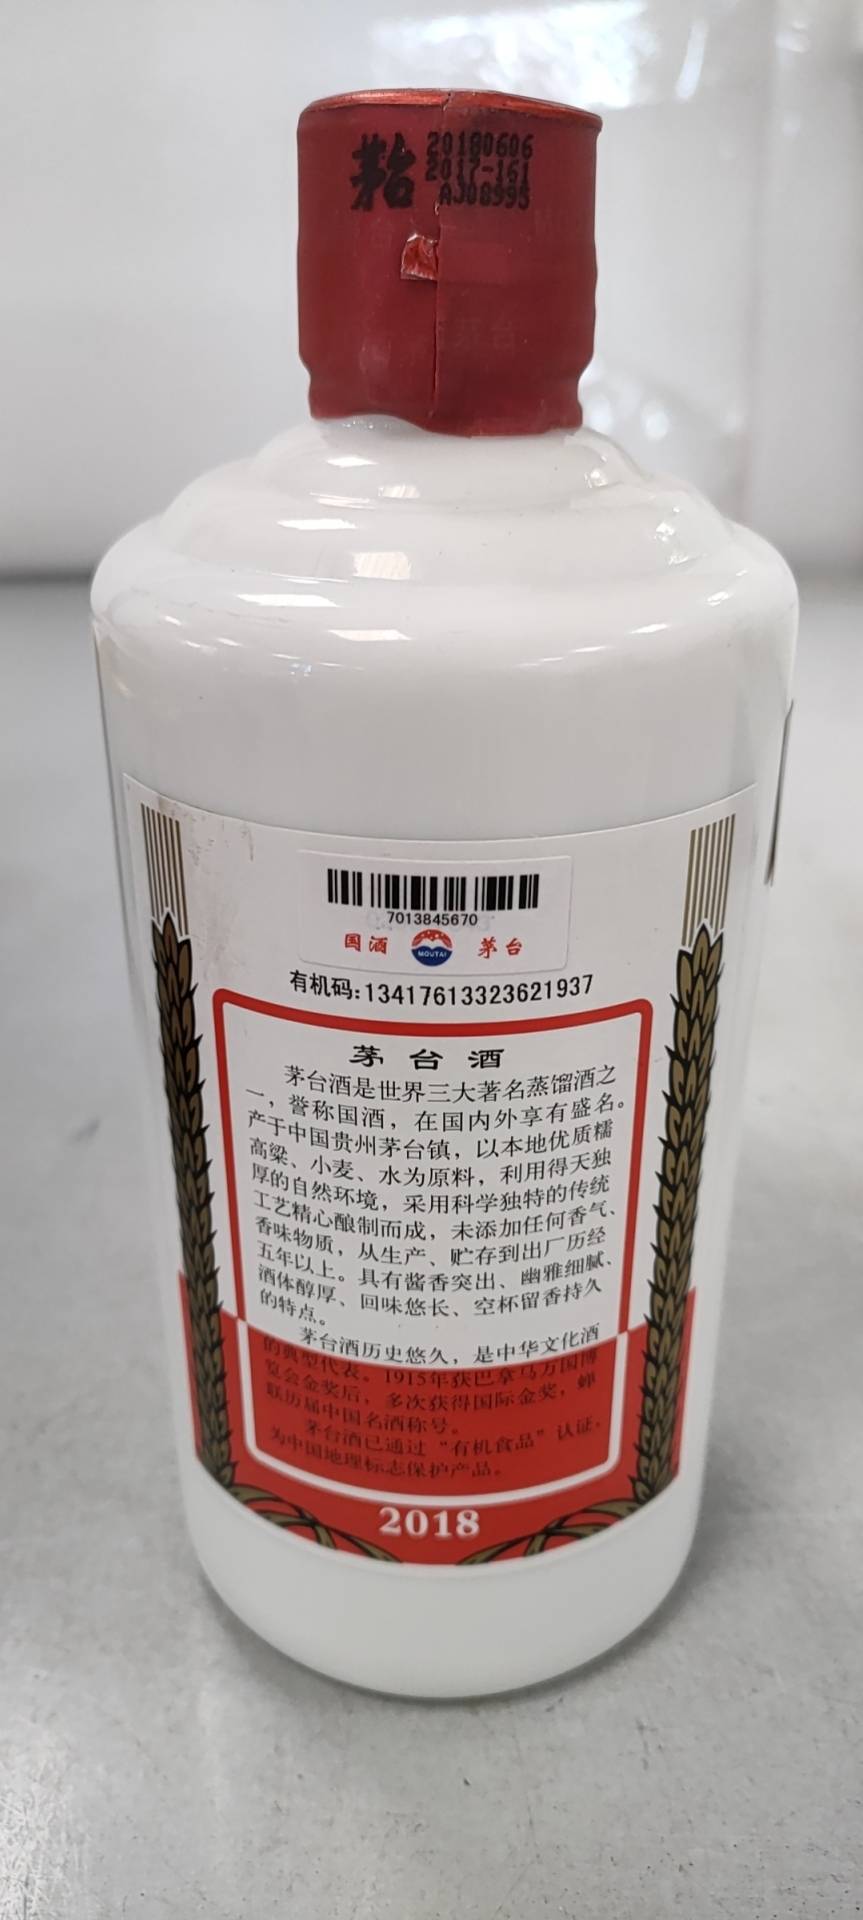 茅台
20180606
2017-161
AJ08995
茅台
7013845670
国酒 MOUTAI 茅台
有机码:13417613323621937
茅台酒
茅台酒是世界三大著名蒸馏酒之
一，誉称国酒，在国内外享有盛名。
产于中国贵州茅台镇，以本地优质糯
高粱、小麦、水为原料，利用得天独
厚的自然环境，采用科学独特的传统
工艺精心酿制而成，未添加任何香气、
香味物质，从生产、贮存到出厂历经
五年以上。具有酱香突出、幽雅细腻、
酒体醇厚、回味悠长、空杯留香持久
的特点。
茅台酒历史悠久，是中华文化酒
的典型代表。1915年获巴拿马万国博
览会金奖后，多次获得国际金奖，蝉
联历届中国名酒称号。
茅台酒已通过“有机食品”认证，
为中国地理标志保护产品。
2018